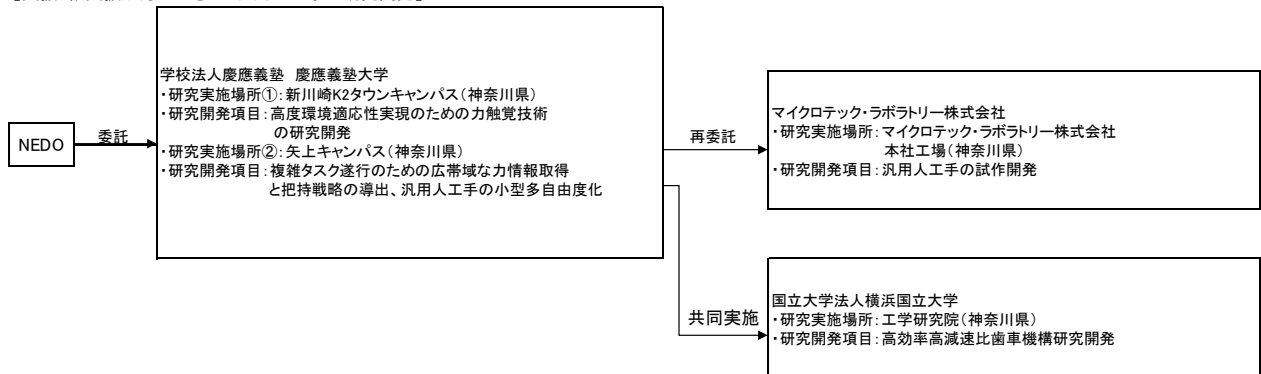 NEDO
委託
学校法人慶應義塾　慶應義塾大学
・研究実施場所①：新川崎K2タウンキャンパス（神奈川県）
・研究開発項目：高度環境適応性実現のための力触覚技術
の研究開発
・研究実施場所②：矢上キャンパス（神奈川県）
・研究開発項目：複雑タスク遂行のための広帯域な力情報取得
と把持戦略の導出、汎用人工手の小型多自由度化
再委託
マイクロテック・ラボラトリー株式会社
・研究実施場所：マイクロテック・ラボラトリー株式会社
本社工場（神奈川県）
・研究開発項目：汎用人工手の試作開発
共同実施
国立大学法人横浜国立大学
・研究実施場所：工学研究院（神奈川県）
・研究開発項目：高効率高減速比歯車機構研究開発